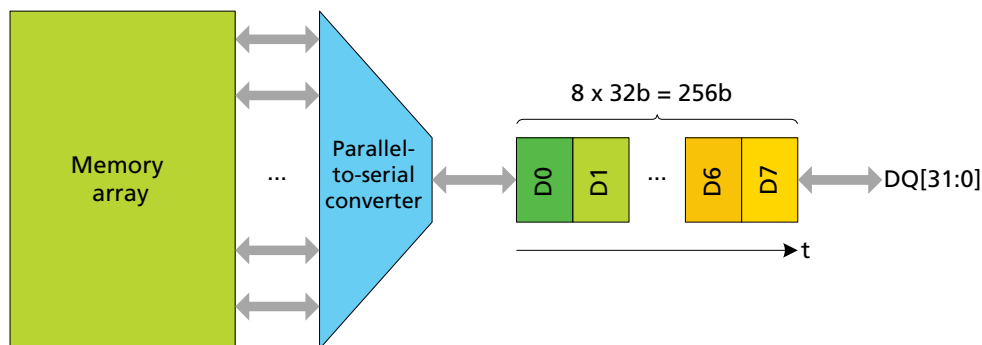 Memory
array
...
Parallel-
to-serial
converter
8 x 32b = 256b
D0
D1
...
D6
D7
DQ[31:0]
t